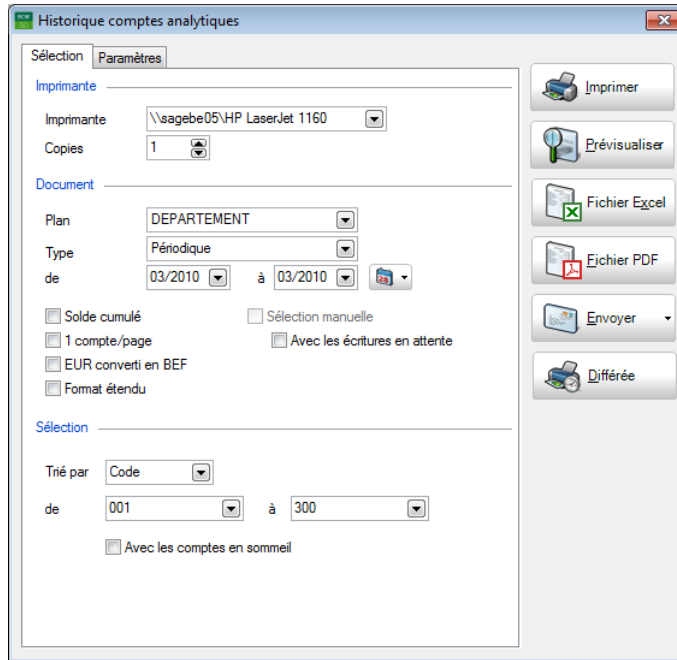 Historique comptes analytiques
Sélection Paramètres
Imprimante
Imprimante \\sagebe05\HP LaserJet 1160
Copies 1
Document
Plan DEPARTEMENT
Type Périodique
de 03/2010 à 03/2010
Solde cumulé Sélection manuelle
1 compte/page Avec les écritures en attente
EUR converti en BEF
Format étendu
Sélection
Trié par Code
de 001 à 300
Avec les comptes en sommeil
Imprimer
Prévisualiser
Fichier Excel
Fichier PDF
Envoyer
Différée